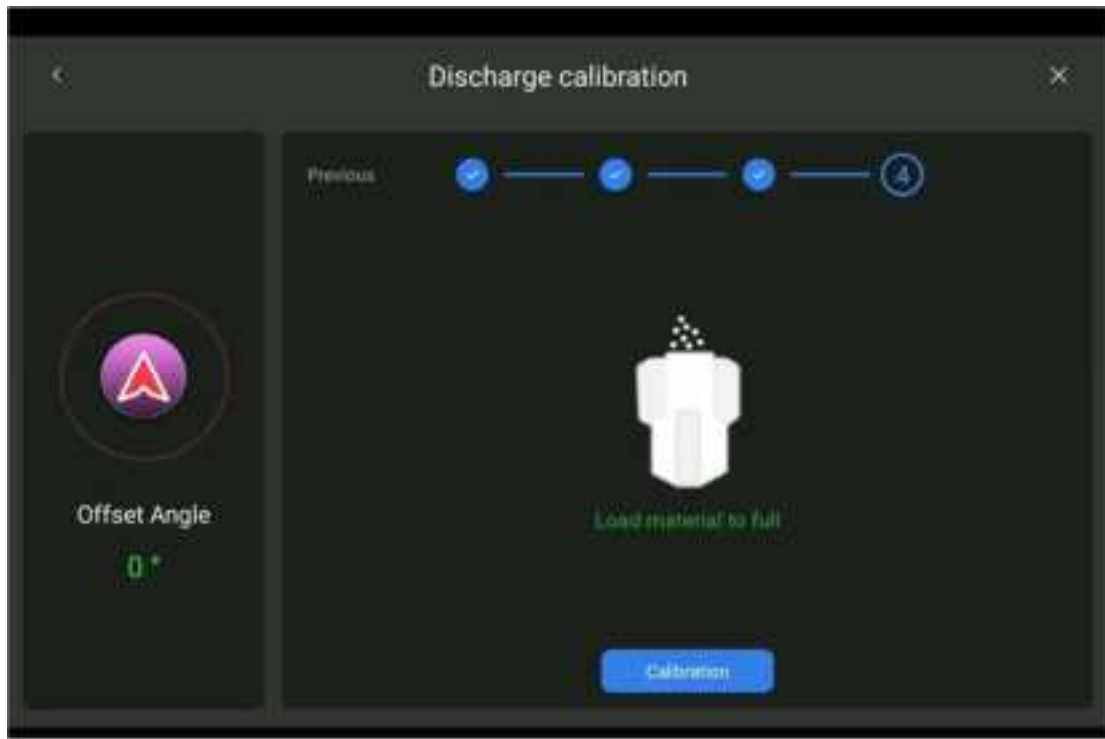 Discharge calibration
Previous
4
Load material to full
Calibration
Offset Angle
0 °